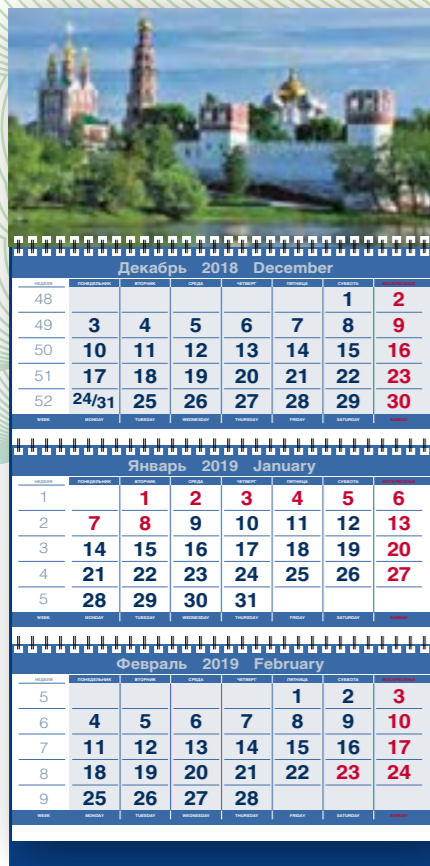 Декабрь 2018 December
НЕДЕЛЯ ПОНЕДЕЛЬНИК ВТОРНИК СРЕДА ЧЕТВЕРГ ПЯТНИЦА СУББОТА ВОСКРЕСЕНЬЕ
48 1 2
49 3 4 5 6 7 8 9
50 10 11 12 13 14 15 16
51 17 18 19 20 21 22 23
52 24/31 25 26 27 28 29 30
WEEK MONDAY TUESDAY WEDNESDAY THURSDAY FRIDAY SATURDAY SUNDAY
Январь 2019 January
НЕДЕЛЯ ПОНЕДЕЛЬНИК ВТОРНИК СРЕДА ЧЕТВЕРГ ПЯТНИЦА СУББОТА ВОСКРЕСЕНЬЕ
1 1 2 3 4 5 6
2 7 8 9 10 11 12 13
3 14 15 16 17 18 19 20
4 21 22 23 24 25 26 27
5 28 29 30 31
WEEK MONDAY TUESDAY WEDNESDAY THURSDAY FRIDAY SATURDAY SUNDAY
Февраль 2019 February
НЕДЕЛЯ ПОНЕДЕЛЬНИК ВТОРНИК СРЕДА ЧЕТВЕРГ ПЯТНИЦА СУББОТА ВОСКРЕСЕНЬЕ
5 1 2 3
6 4 5 6 7 8 9 10
7 11 12 13 14 15 16 17
8 18 19 20 21 22 23 24
9 25 26 27 28
WEEK MONDAY TUESDAY WEDNESDAY THURSDAY FRIDAY SATURDAY SUNDAY